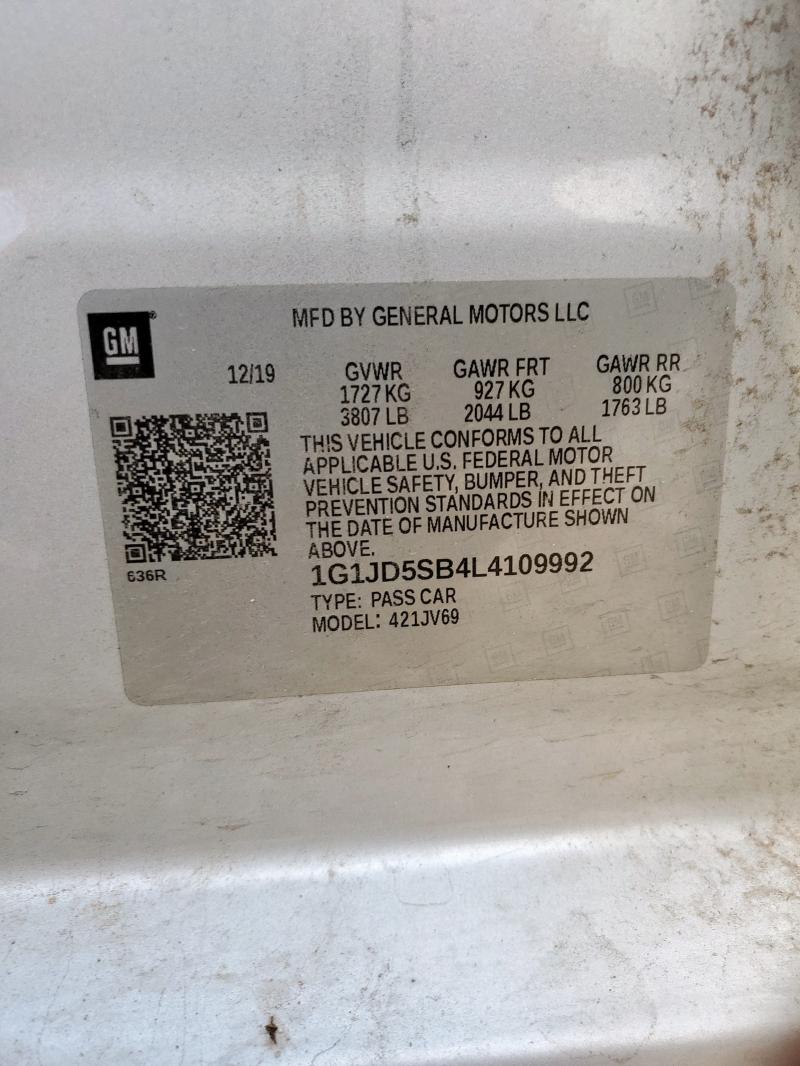 MFD BY GENERAL MOTORS LLC
GM®
12/19 GVWR GAWR FRT GAWR RR
1727 KG 927 KG 800 KG
3807 LB 2044 LB 1763 LB
THIS VEHICLE CONFORMS TO ALL
APPLICABLE U.S. FEDERAL MOTOR
VEHICLE SAFETY, BUMPER, AND THEFT
PREVENTION STANDARDS IN EFFECT ON
THE DATE OF MANUFACTURE SHOWN
ABOVE.
636R
1G1JD5SB4L4109992
TYPE: PASS CAR
MODEL: 421JV69